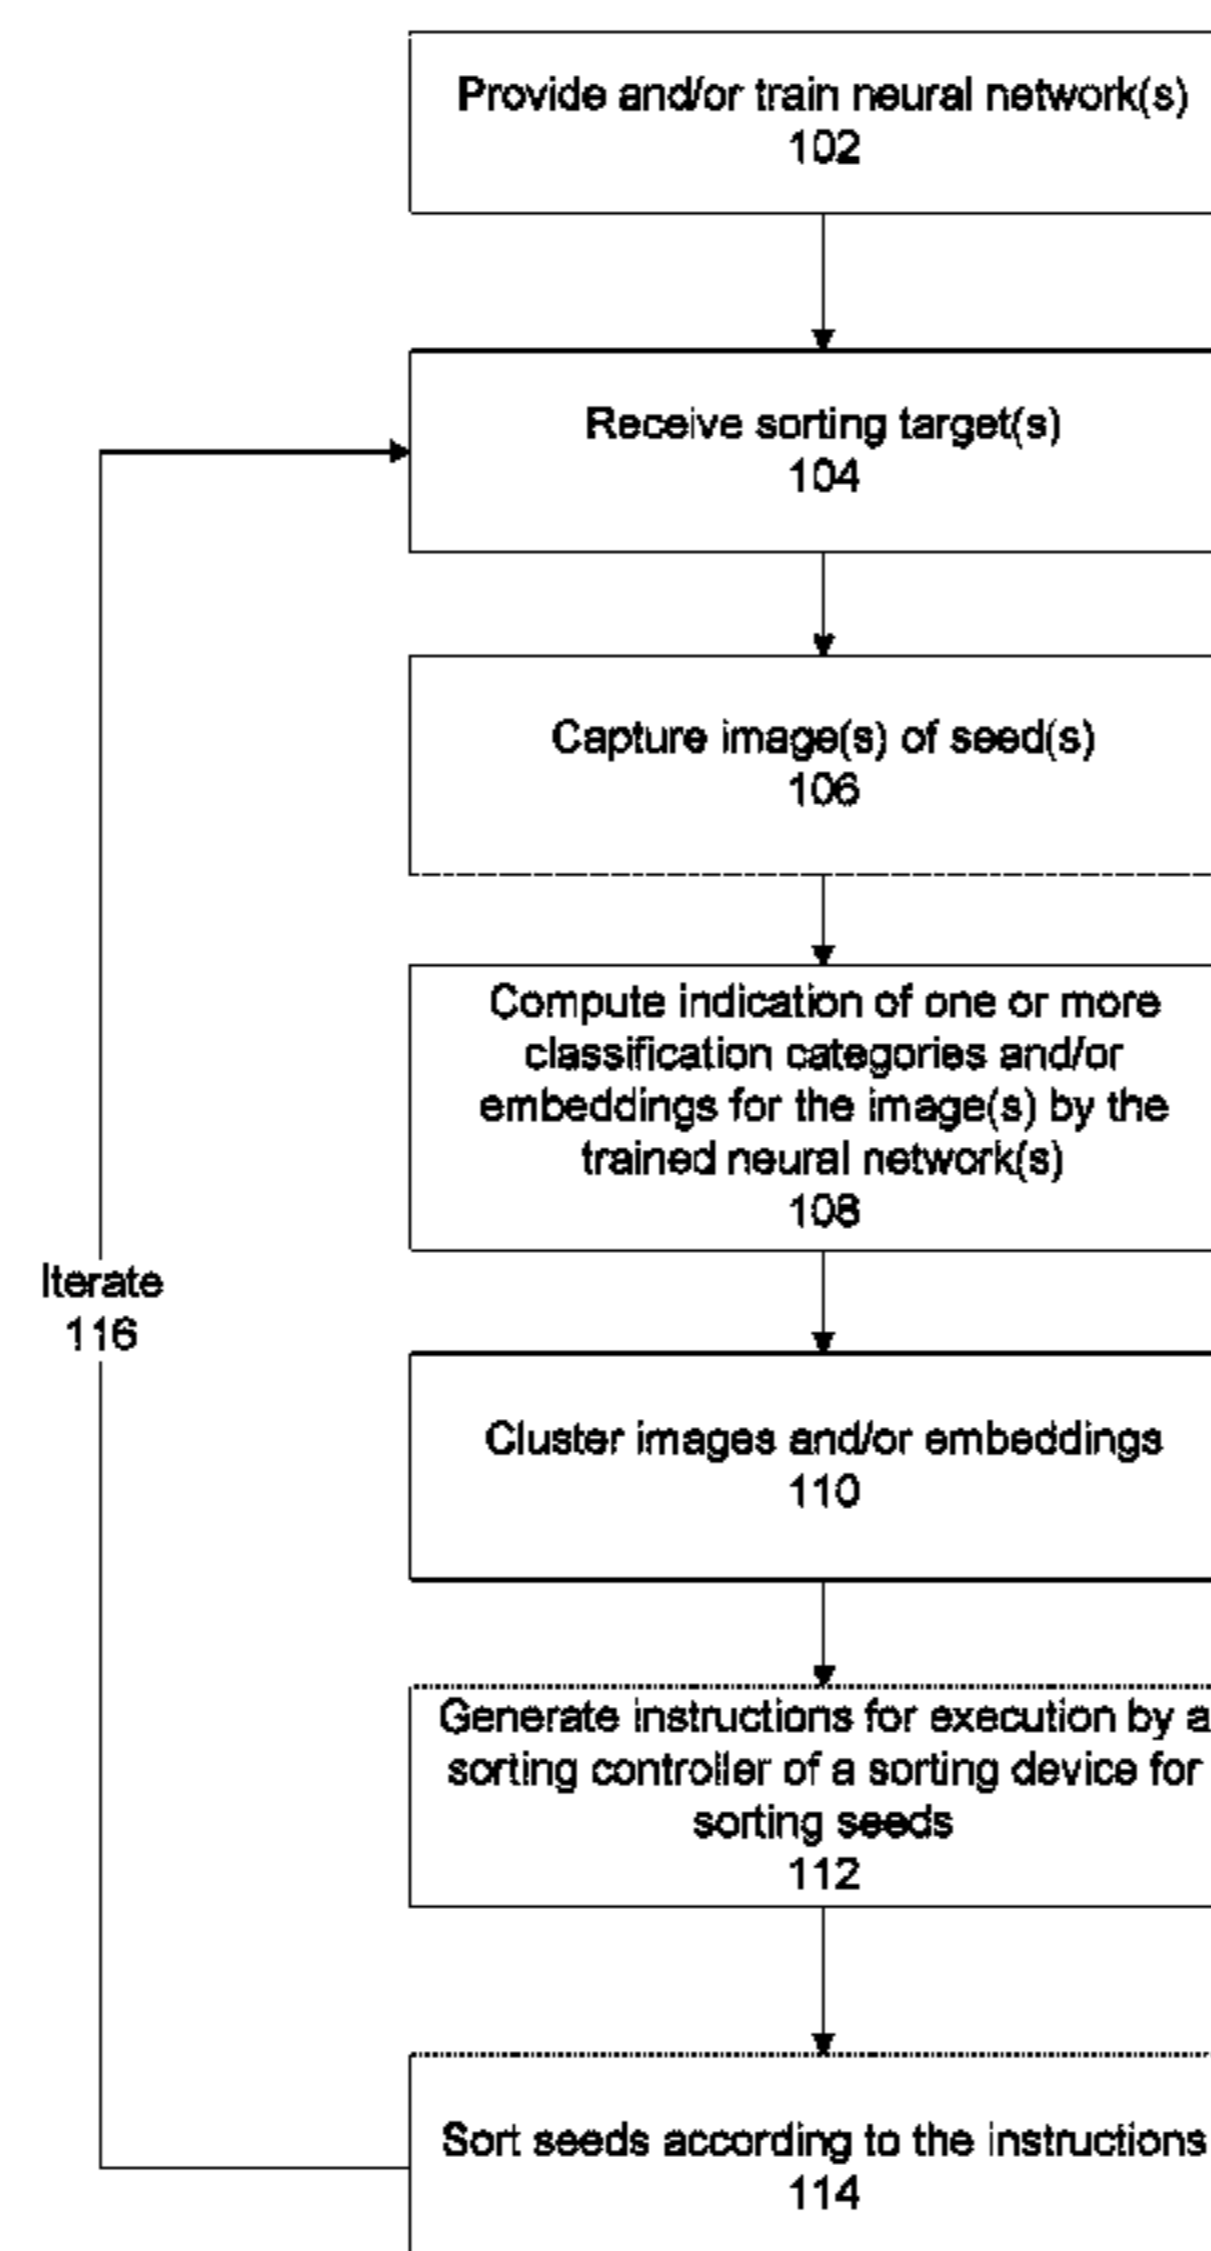 Provide and/or train neural network(s)
102
Receive sorting target(s)
104
Capture image(s) of seed(s)
106
Compute indication of one or more
classification categories and/or
embeddings for the image(s) by the
trained neural network(s)
108
Iterate
116
Cluster images and/or embeddings
110
Generate instructions for execution by a
sorting controller of a sorting device for
sorting seeds
112
Sort seeds according to the instructions
114